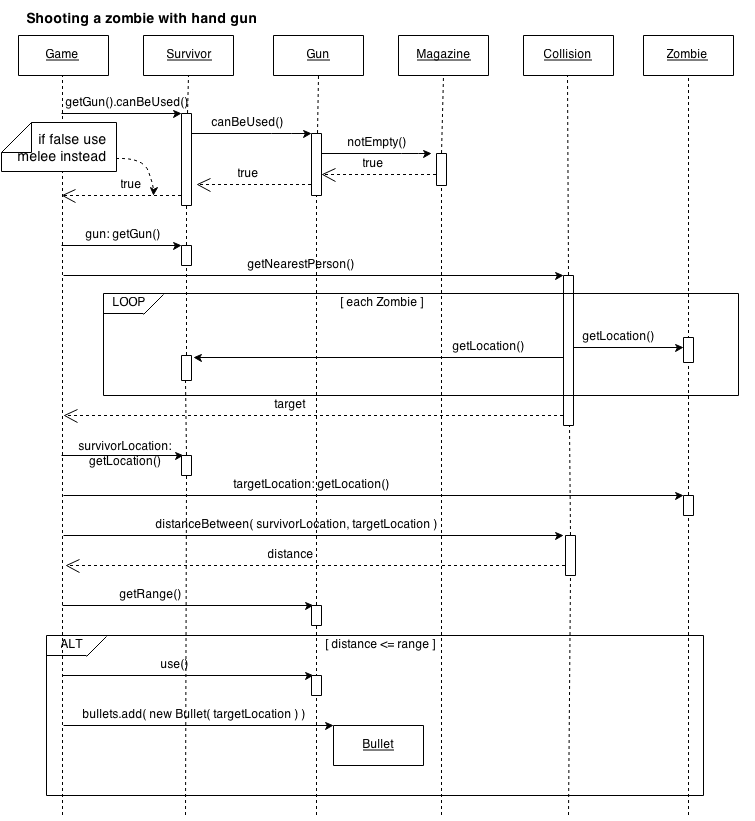 Shooting a zombie with hand gun
Game
Survivor
Gun
Magazine
Collision
Zombie
getGun().canBeUsed()
canBeUsed()
if false use
melee instead
notEmpty()
true
true
true
gun: getGun()
getNearestPerson()
LOOP
[ each Zombie ]
getLocation()
getLocation()
target
survivorLocation:
getLocation()
targetLocation: getLocation()
distanceBetween( survivorLocation, targetLocation )
distance
getRange()
ALT
[ distance <= range ]
use()
bullets.add( new Bullet( targetLocation ) )
Bullet